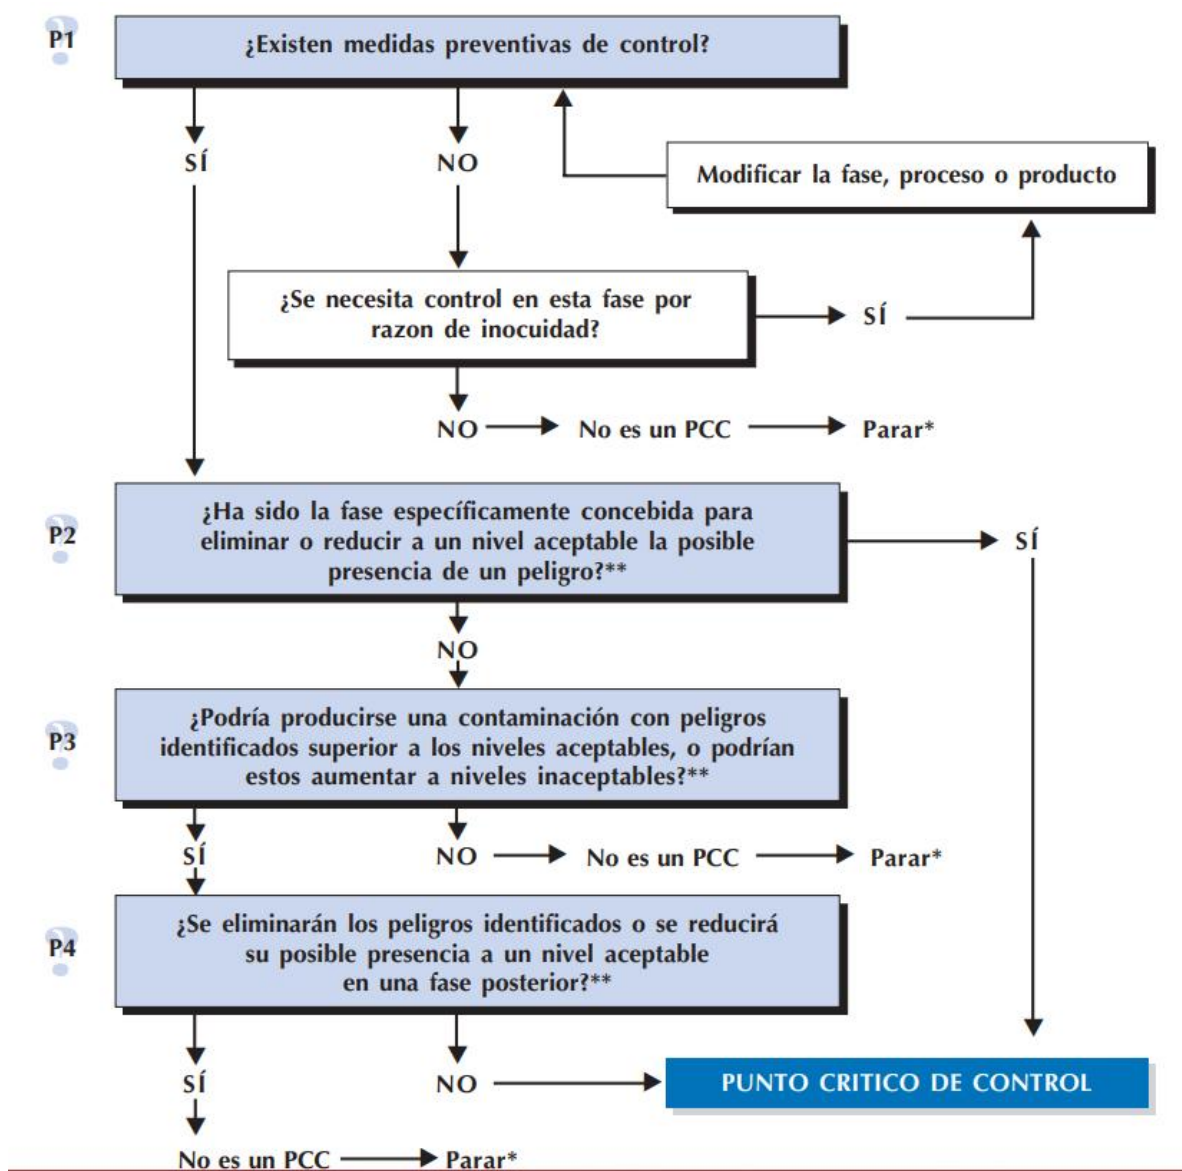 P1
¿Existen medidas preventivas de control?
SÍ
NO
Modificar la fase, proceso o producto
¿Se necesita control en esta fase por
razon de inocuidad?
SÍ
NO
No es un PCC
Parar*
P2
¿Ha sido la fase específicamente concebida para
eliminar o reducir a un nivel aceptable la posible
presencia de un peligro?**
SÍ
NO
P3
¿Podría producirse una contaminación con peligros
identificados superior a los niveles aceptables, o podrían
estos aumentar a niveles inaceptables?**
SÍ
NO
No es un PCC
Parar*
P4
¿Se eliminarán los peligros identificados o se reducirá
su posible presencia a un nivel aceptable
en una fase posterior?**
SÍ
NO
PUNTO CRITICO DE CONTROL
No es un PCC
Parar*